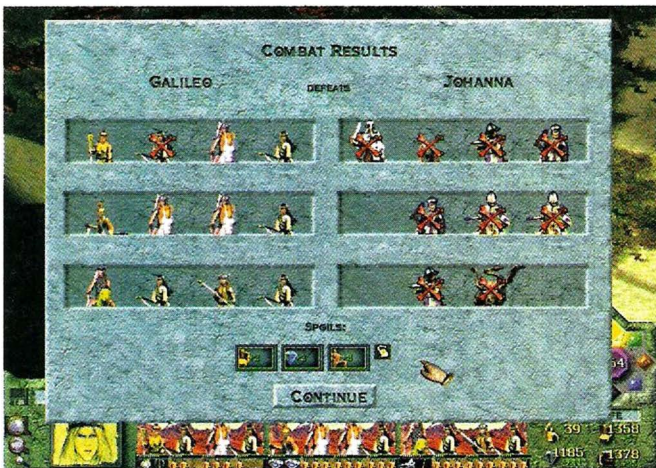 COMBAT RESULTS
GALILEO DEFEATS JOHANNA
SPOILS:
CONTINUE
39 1358
1185 1378